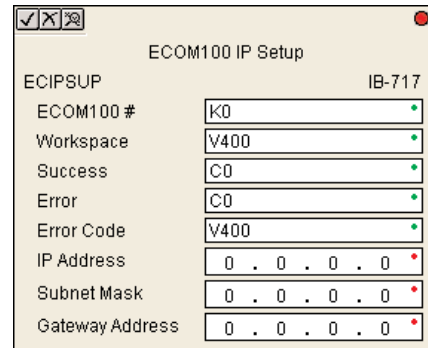 ECOM100 IP Setup
ECIPSUP IB-717
ECOM100 # K0
Workspace V400
Success C0
Error C0
Error Code V400
IP Address 0 . 0 . 0 . 0
Subnet Mask 0 . 0 . 0 . 0
Gateway Address 0 . 0 . 0 . 0